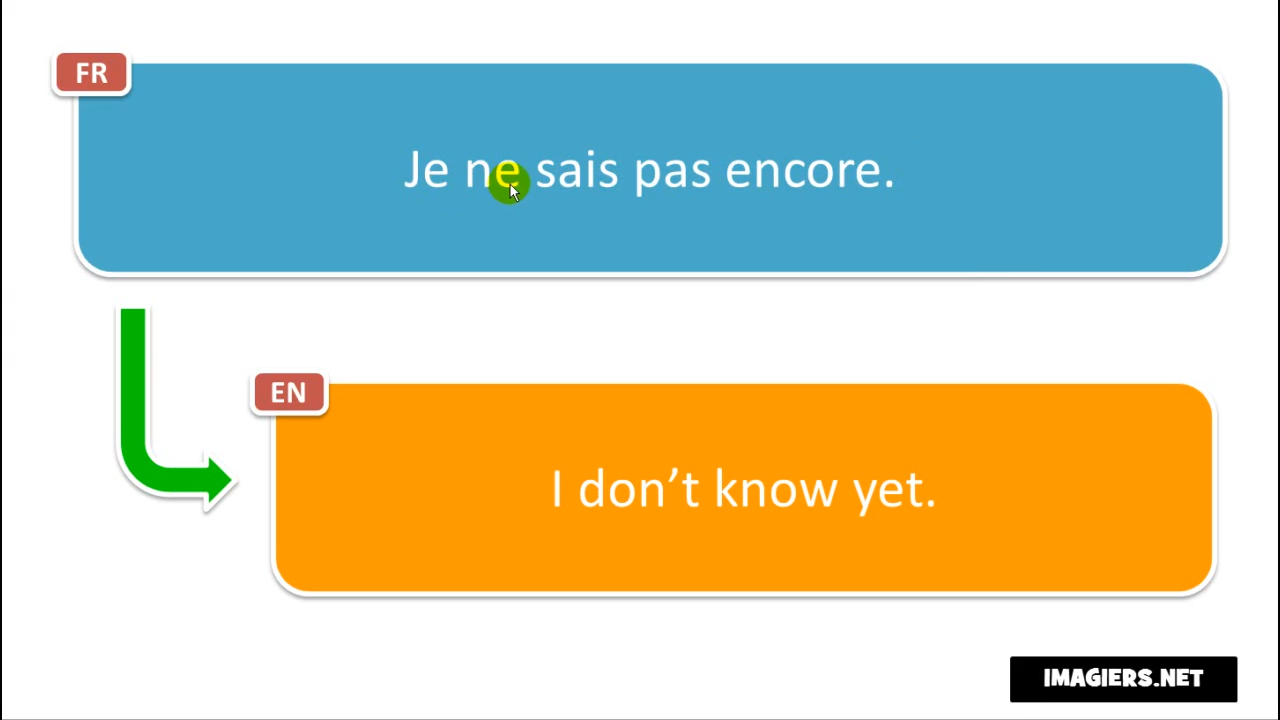 FR
Je ne sais pas encore.
EN
I don’t know yet.
IMAGIERS.NET